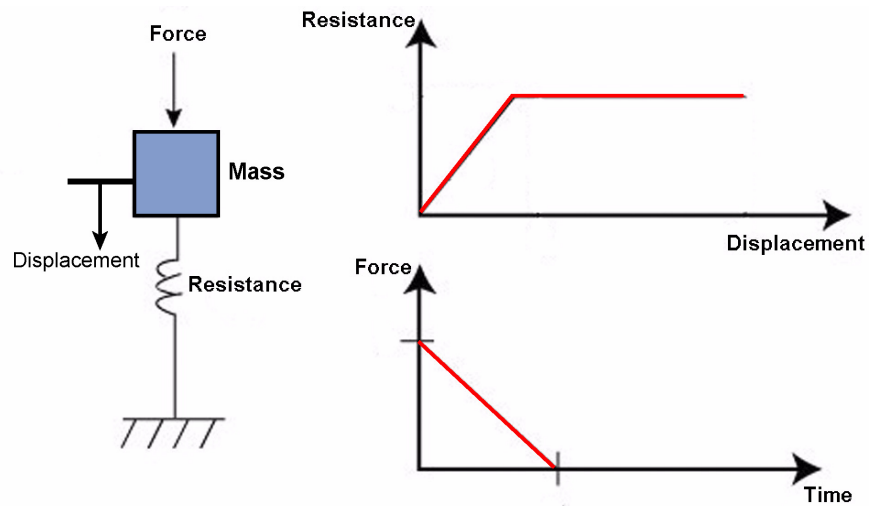 Force
Mass
Displacement
Resistance
Resistance
Displacement
Force
Time